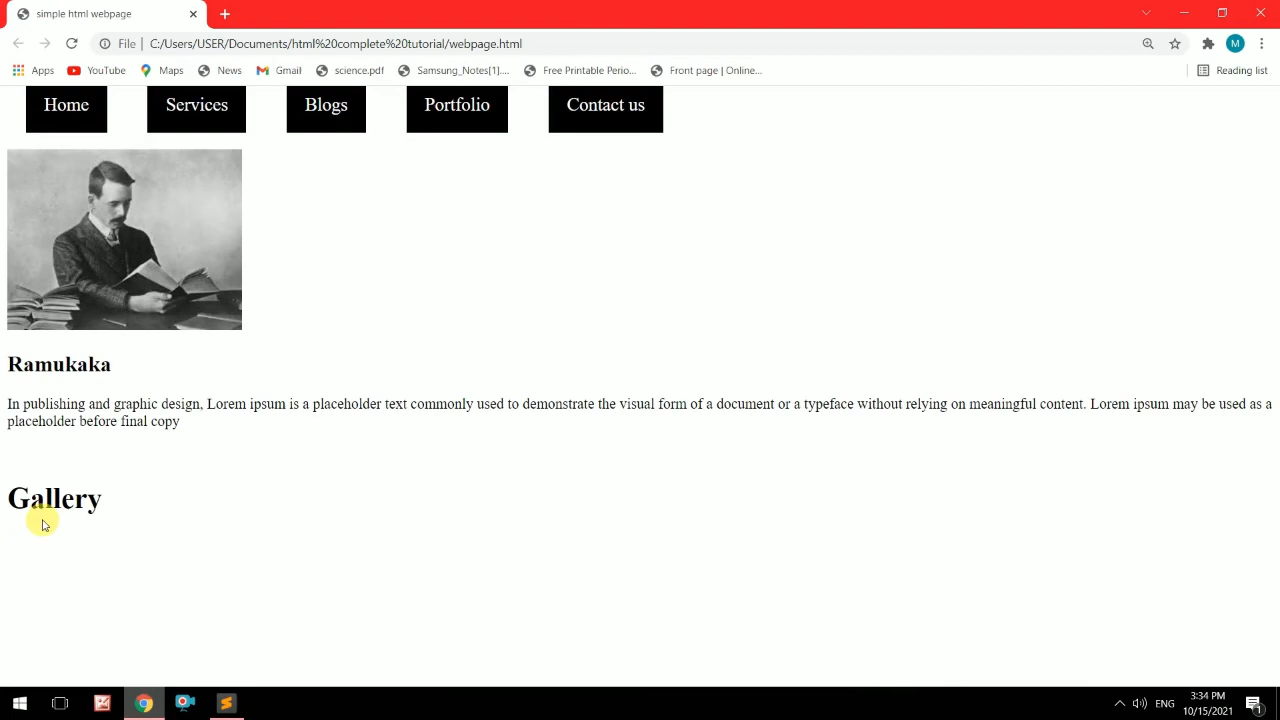 simple html webpage
File
C:/Users/USER/Documents/html%20complete%20tutorial/webpage.html
M
Apps
YouTube
Maps
News
Gmail
science.pdf
Samsung_Notes[1]....
Free Printable Perio...
Front page | Online...
Reading list
Home
Services
Blogs
Portfolio
Contact us
Ramukaka
In publishing and graphic design, Lorem ipsum is a placeholder text commonly used to demonstrate the visual form of a document or a typeface without relying on meaningful content. Lorem ipsum may be used as a
placeholder before final copy
Gallery
ENG
3:34 PM
10/15/2021
1